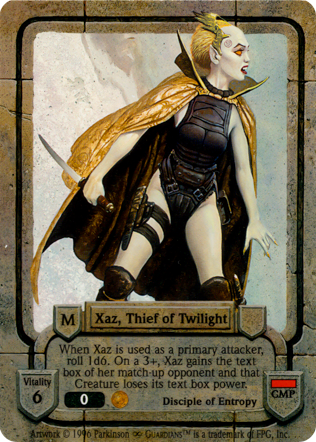 M
Xaz, Thief of Twilight
When Xaz is used as a primary attacker,
roll 1d6. On a 3+, Xaz gains the text
box of her match-up opponent and that
Creature loses its text box power.
Vitality
6
0
Disciple of Entropy
GMP
Artwork © 1996 Parkinson GUARDIANS™ is a trademark of FPG, Inc.